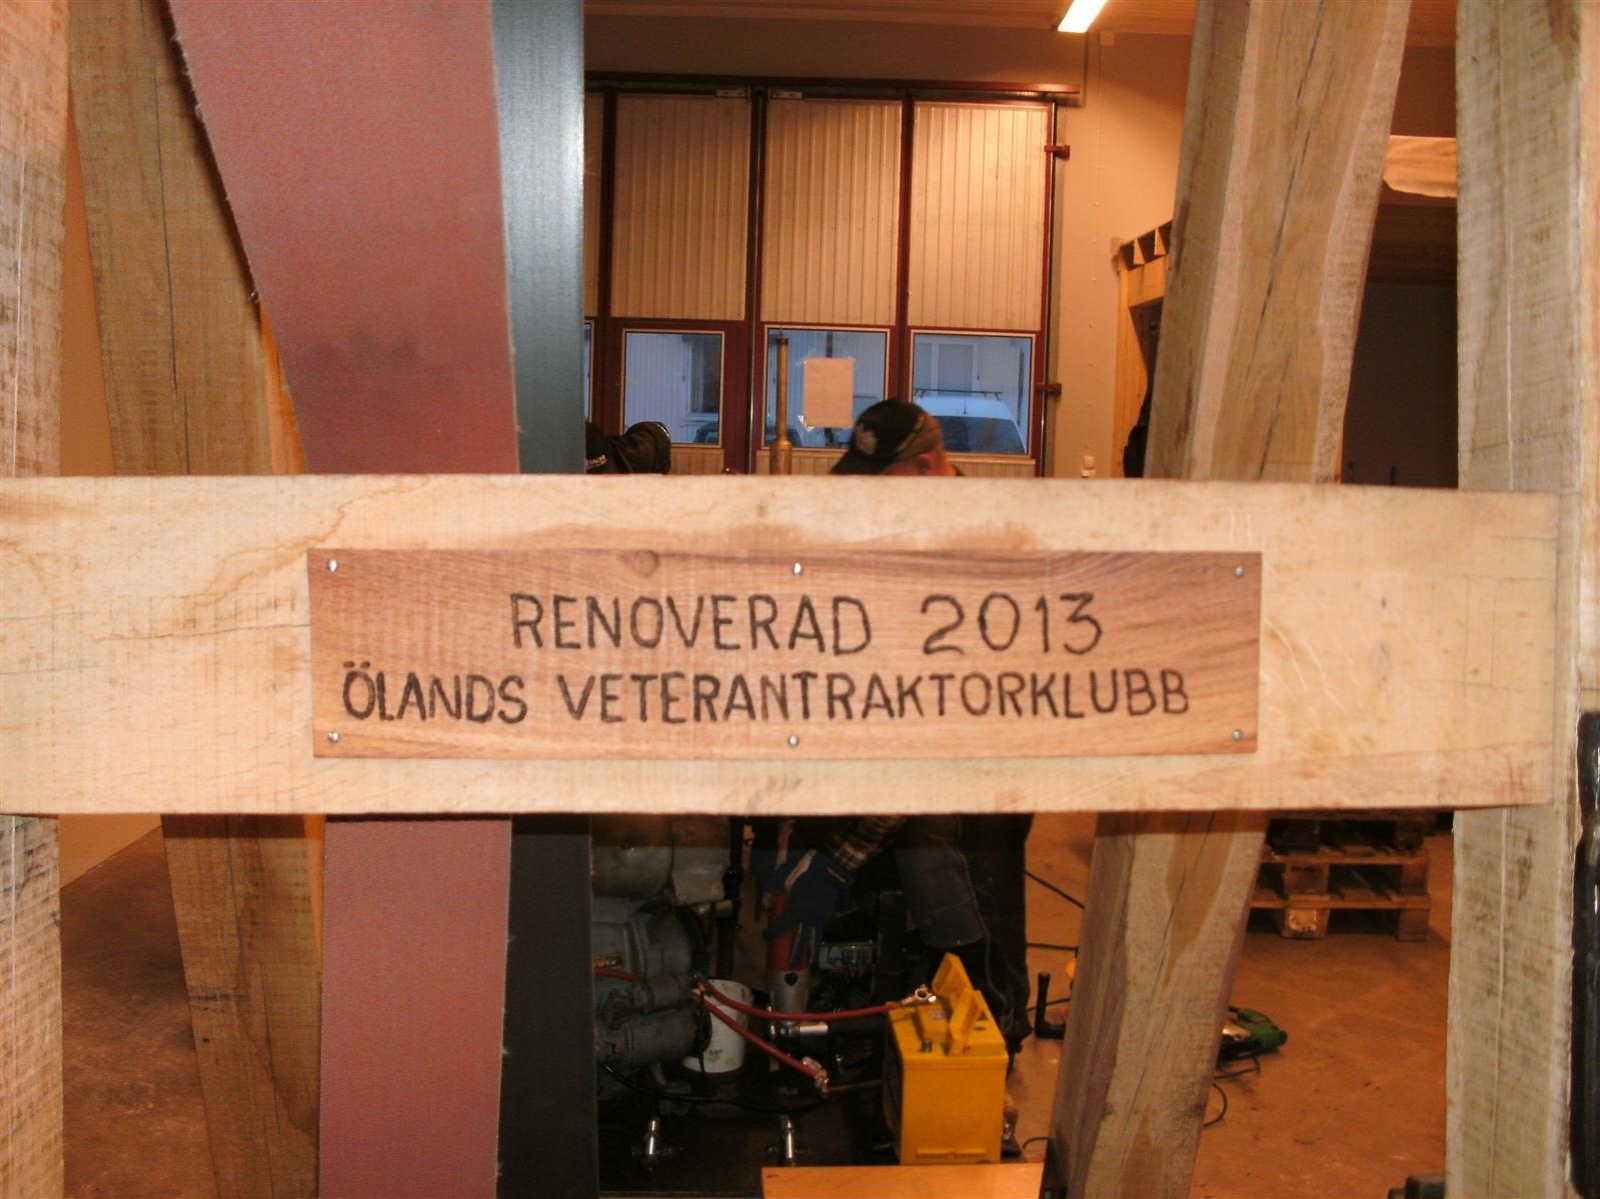 RENOVERAD 2013
ÖLANDS VETERANTRAKTORKLUBB